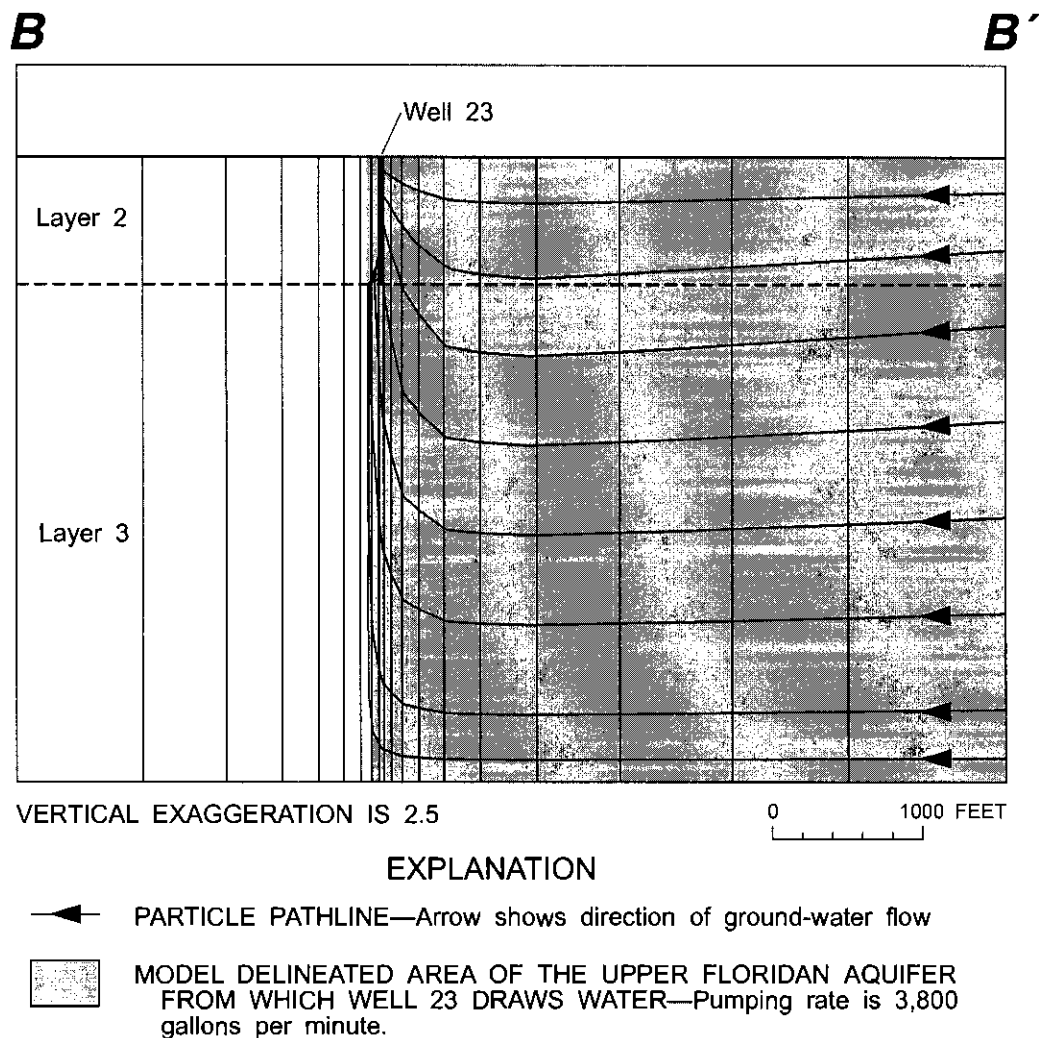 B B´
Well 23
Layer 2
Layer 3
VERTICAL EXAGGERATION IS 2.5
0 1000 FEET
EXPLANATION
PARTICLE PATHLINE—Arrow shows direction of ground-water flow
MODEL DELINEATED AREA OF THE UPPER FLORIDAN AQUIFER
FROM WHICH WELL 23 DRAWS WATER—Pumping rate is 3,800
gallons per minute.